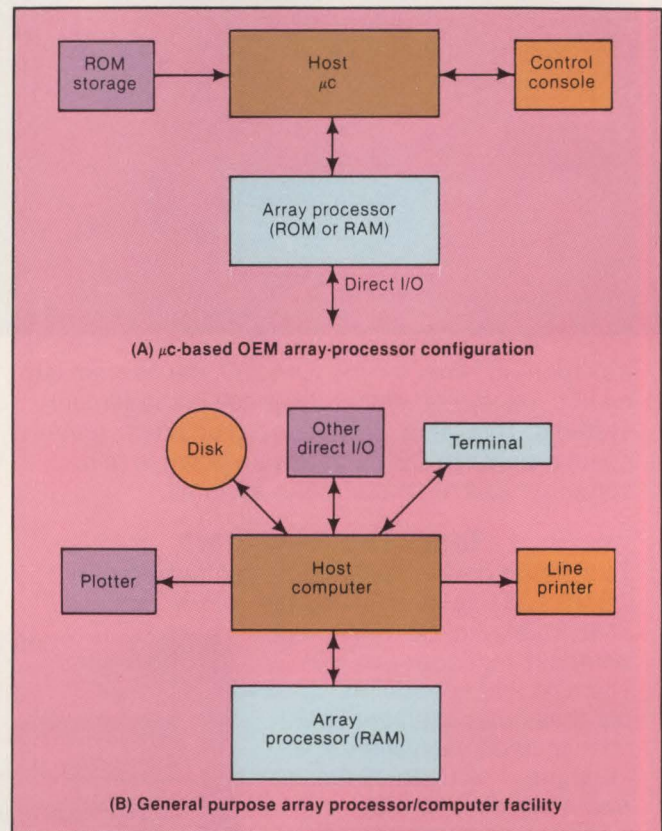 ROM
storage
Host
μc
Control
console
Array processor
(ROM or RAM)
Direct I/O
(A) μc-based OEM array-processor configuration
Disk
Other
direct I/O
Terminal
Plotter
Host
computer
Line
printer
Array
processor (RAM)
(B) General purpose array processor/computer facility